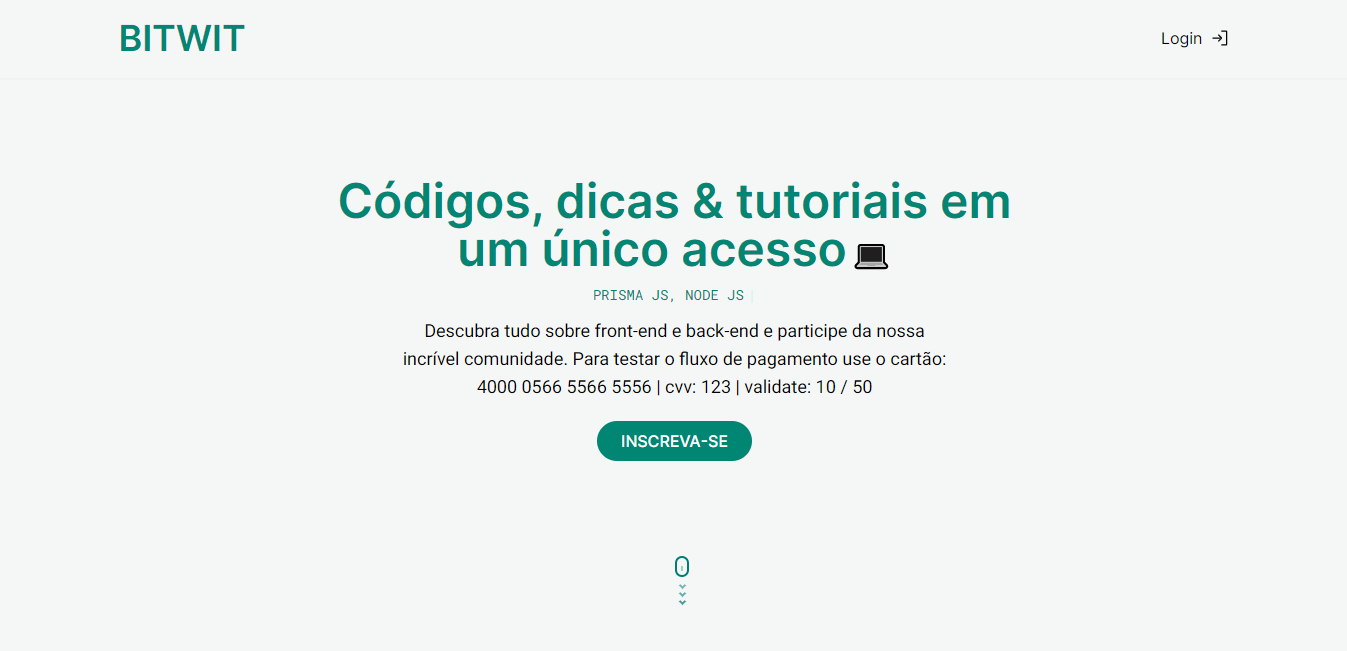 BITWIT
Login
Códigos, dicas & tutoriais em
um único acesso
PRISMA JS, NODE JS
Descubra tudo sobre front-end e back-end e participe da nossa
incrível comunidade. Para testar o fluxo de pagamento use o cartão:
4000 0566 5566 5556 | cvv: 123 | validate: 10 / 50
INSCREVA-SE